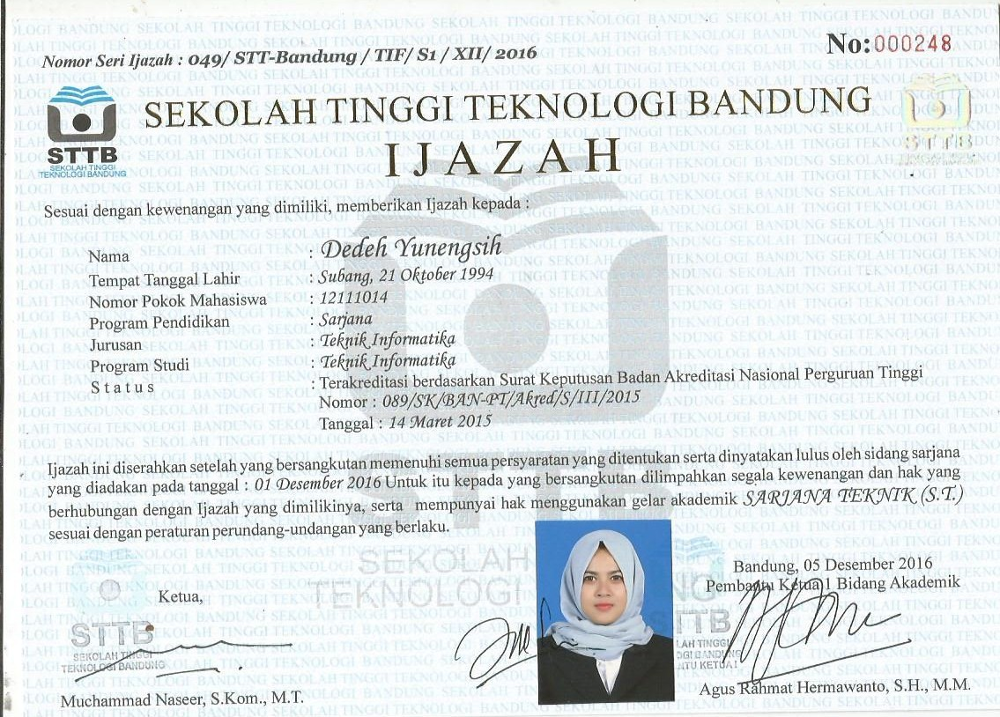 Nomor Seri Ijazah : 049/ STT-Bandung / TIF/ S1 / XII/ 2016
No:000248
STTB
SEKOLAH TINGGI
TEKNOLOGI BANDUNG
SEKOLAH TINGGI TEKNOLOGI BANDUNG
STTB
IJAZAH
Sesuai dengan kewenangan yang dimiliki, memberikan Ijazah kepada :
Nama : Dedeh Yunengsih
Tempat Tanggal Lahir : Subang, 21 Oktober 1994
Nomor Pokok Mahasiswa : 12111014
Program Pendidikan : Sarjana
Jurusan : Teknik Informatika
Program Studi : Teknik Informatika
Status : Terakreditasi berdasarkan Surat Keputusan Badan Akreditasi Nasional Perguruan Tinggi
Nomor : 089/SK/BAN-PT/Akred/S/III/2015
Tanggal : 14 Maret 2015
Ijazah ini diserahkan setelah yang bersangkutan memenuhi semua persyaratan yang ditentukan serta dinyatakan lulus oleh sidang sarjana
yang diadakan pada tanggal : 01 Desember 2016 Untuk itu kepada yang bersangkutan dilimpahkan segala kewenangan dan hak yang
berhubungan dengan Ijazah yang dimilikinya, serta mempunyai hak menggunakan gelar akademik SARJANA TEKNIK (S.T.)
sesuai dengan peraturan perundang-undangan yang berlaku.
STTB
SEKOLAH
TEKNOLOGI BANDUNG
Bandung, 05 Desember 2016
Ketua,
Pembantu Ketua 1 Bidang Akademik
STTB
SEKOLAH TINGGI
TEKNOLOGI BANDUNG
Muchammad Naseer, S.Kom., M.T.
Agus Rahmat Hermawanto, S.H., M.M.